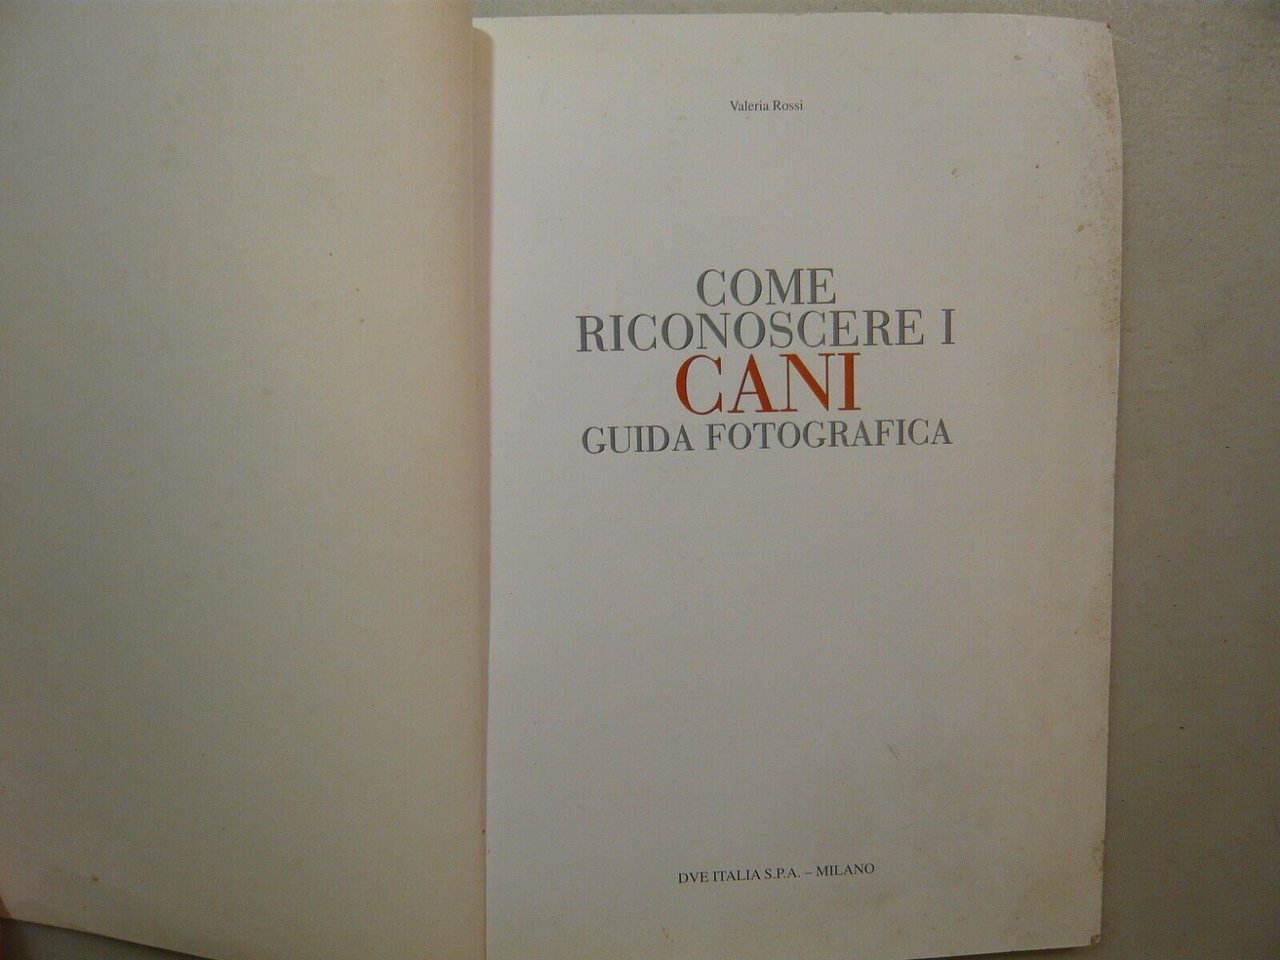 Valeria Rossi
COME
RICONOSCERE I
CANI
GUIDA FOTOGRAFICA
DVE ITALIA S.P.A. – MILANO